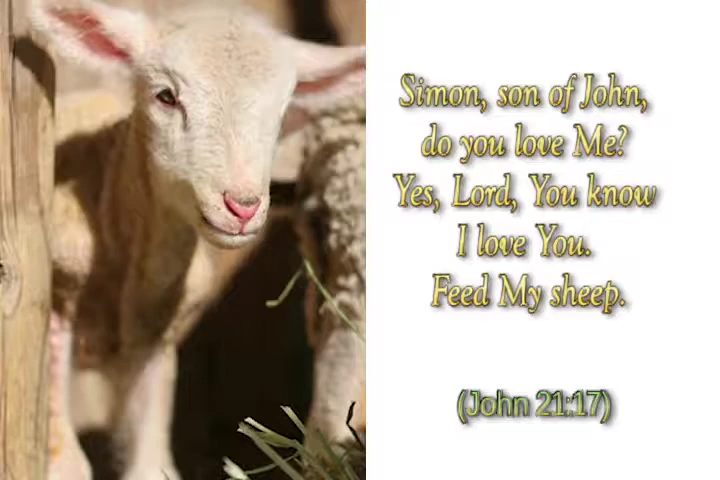 Simon, son of John,
do you love Me?
Yes, Lord, You know
I love You.
Feed My sheep.
(John 21:17)